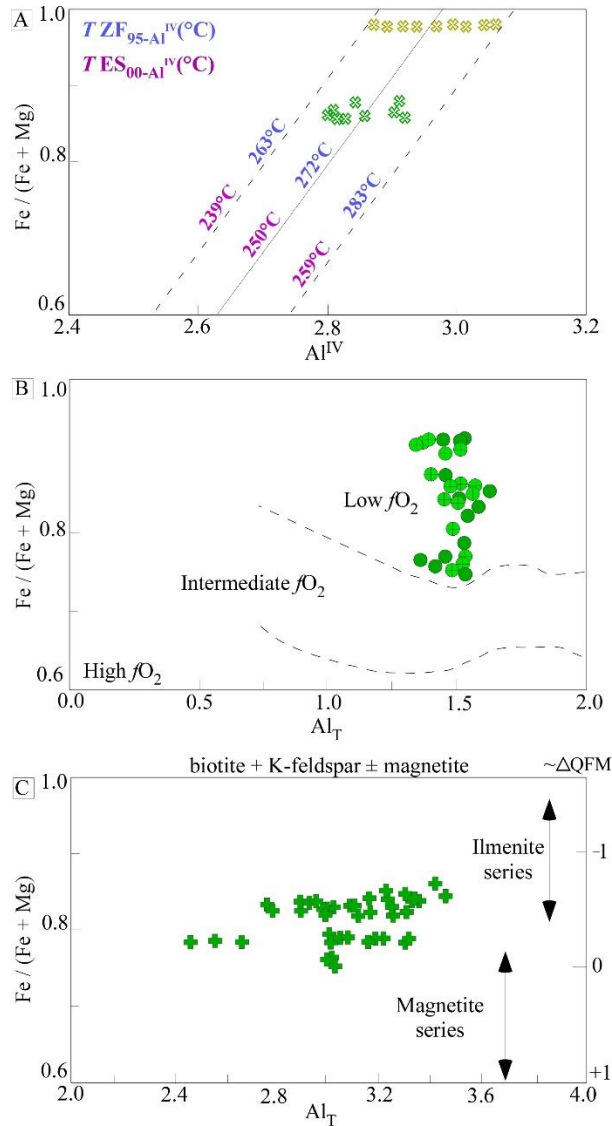 A
T ZF95-AlIV(°C)
T ES00-AlIV(°C)
1.0
0.8
0.6
Fe / (Fe + Mg)
263°C
272°C
283°C
239°C
250°C
259°C
2.4 2.6 2.8 3.0 3.2
AlIV
B
1.0
0.8
0.6
Fe / (Fe + Mg)
Low fO2
Intermediate fO2
High fO2
0.0 0.5 1.0 1.5 2.0
AlT
biotite + K-feldspar ± magnetite
~△QFM
C
1.0
0.8
0.6
Fe / (Fe + Mg)
Ilmenite
series
Magnetite
series
-1
0
+1
2.0 2.4 2.8 3.2 3.6 4.0
AlT